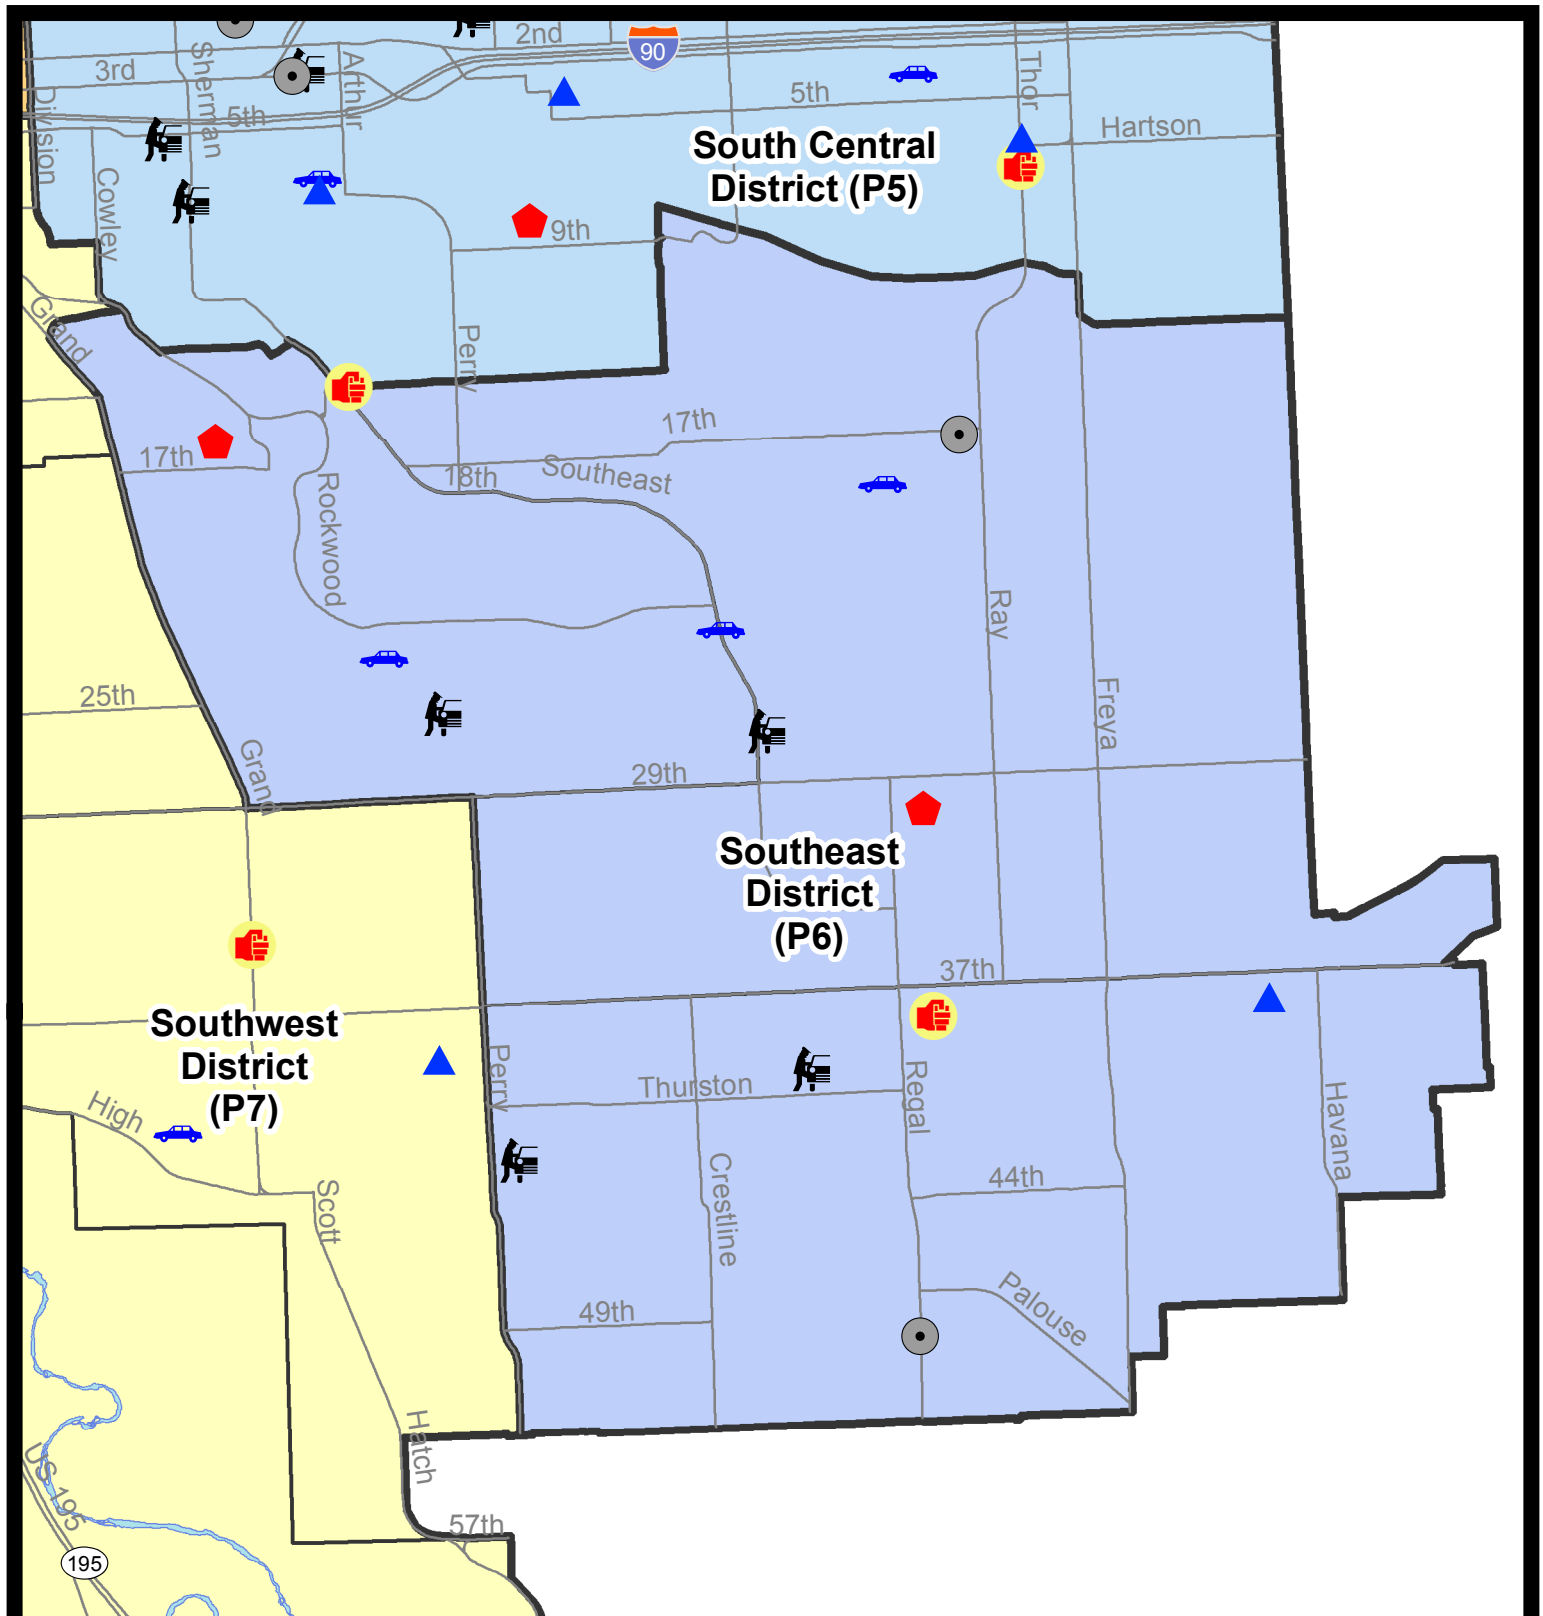 2nd
90
3rd
Sherman
Arthur
Thor
5th
Division
5th
Hartson
South Central
District (P5)
Cowley
9th
Grand
Perry
17th
17th
18th
Southeast
Rockwood
Ray
25th
Freya
Grand
29th
Southeast
District
(P6)
37th
Southwest
District
(P7)
Perry
Thurston
Regal
High
Havana
Crestline
44th
Scott
Palouse
49th
Hatch
US 195
57th
195